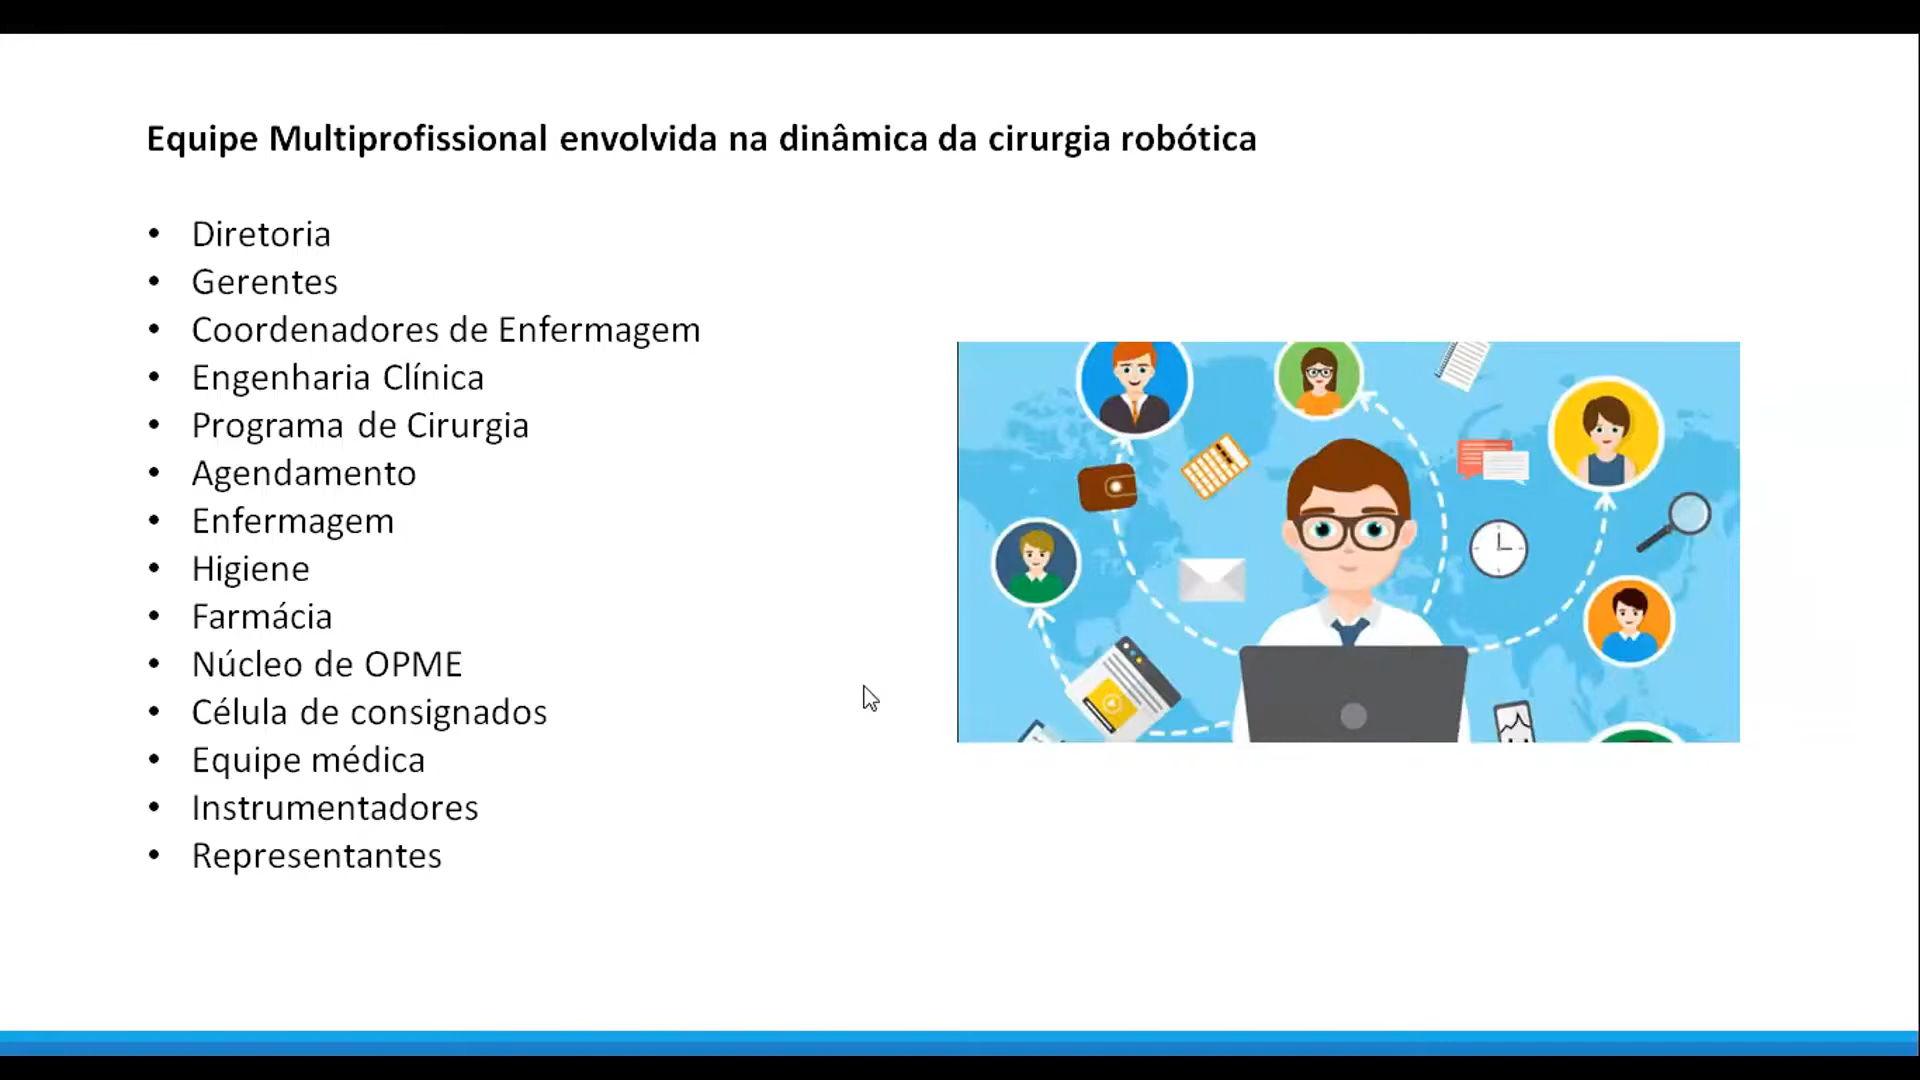 Equipe Multiprofissional envolvida na dinâmica da cirurgia robótica
• Diretoria
• Gerentes
• Coordenadores de Enfermagem
• Engenharia Clínica
• Programa de Cirurgia
• Agendamento
• Enfermagem
• Higiene
• Farmácia
• Núcleo de OPME
• Célula de consignados
• Equipe médica
• Instrumentadores
• Representantes